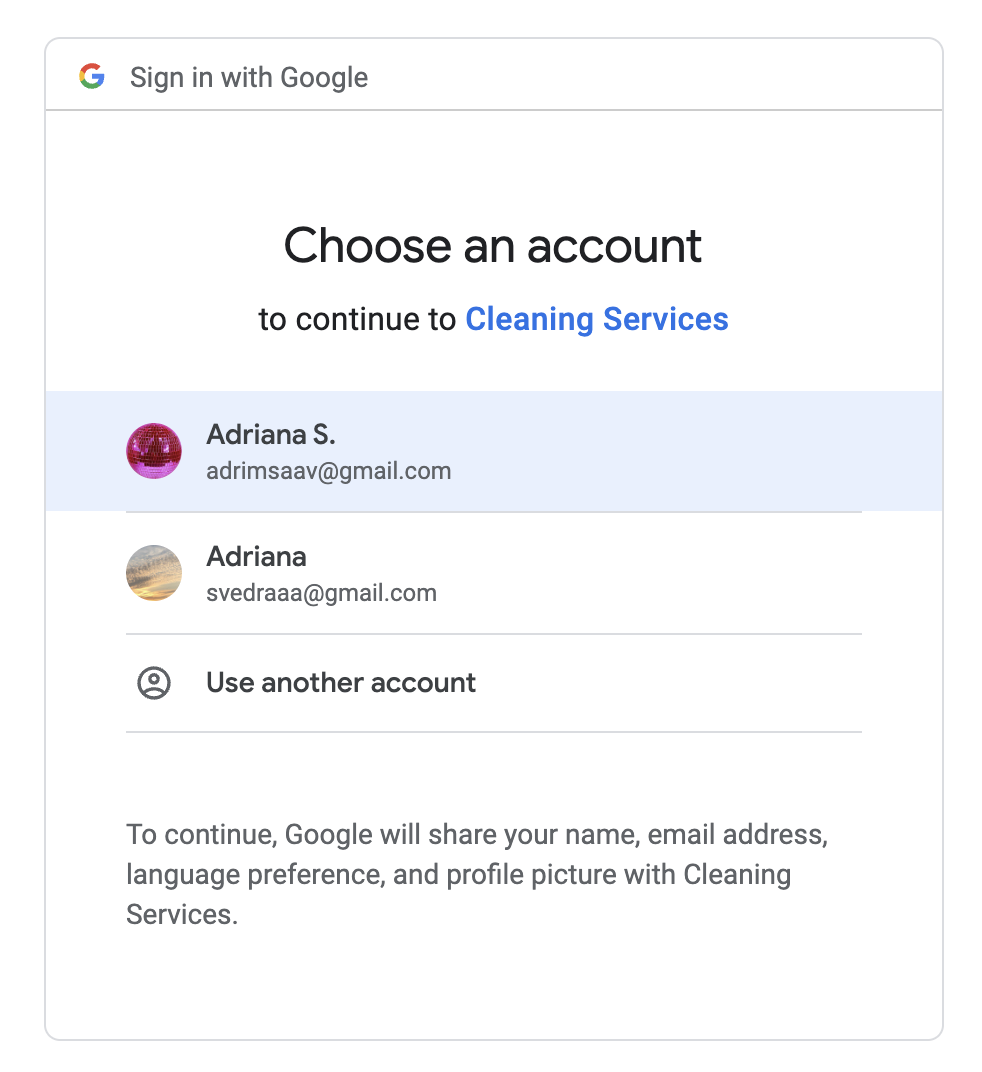 Sign in with Google
Choose an account
to continue to Cleaning Services
Adriana S.
adrimsaav@gmail.com
Adriana
svedraaa@gmail.com
Use another account
To continue, Google will share your name, email address,
language preference, and profile picture with Cleaning
Services.